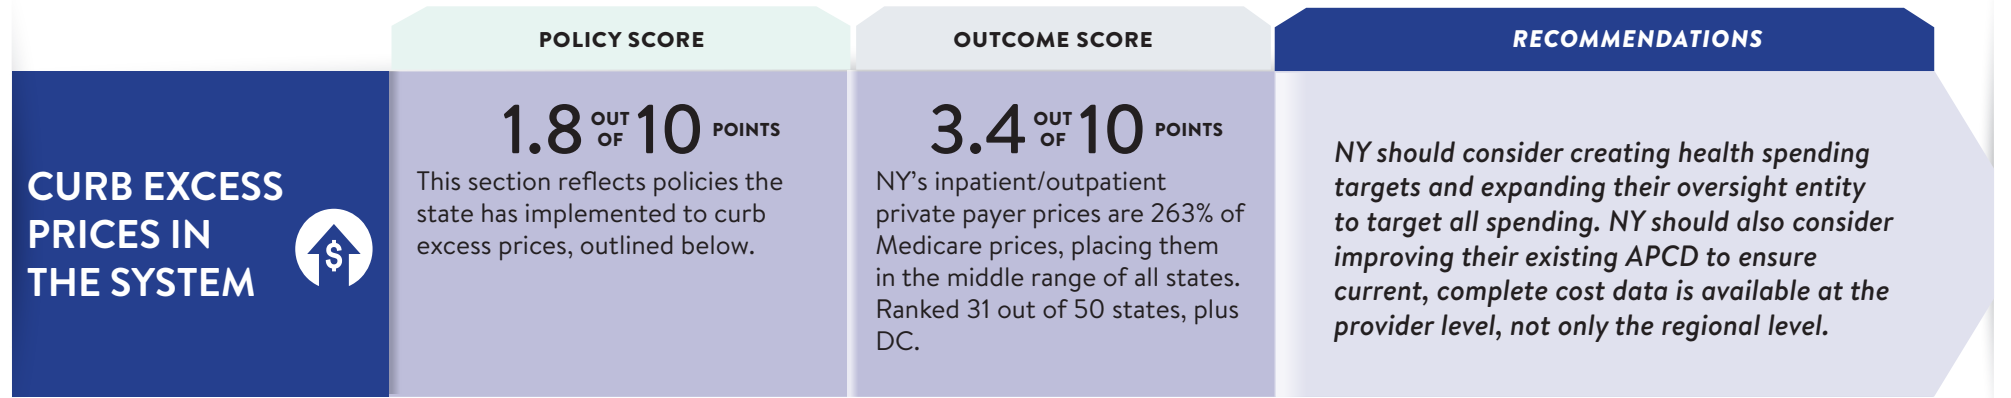 POLICY SCORE
OUTCOME SCORE
RECOMMENDATIONS
CURB EXCESS
PRICES IN
THE SYSTEM
$
1.8 OUT OF 10 POINTS
This section reflects policies the
state has implemented to curb
excess prices, outlined below.
3.4 OUT OF 10 POINTS
NY’s inpatient/outpatient
private payer prices are 263% of
Medicare prices, placing them
in the middle range of all states.
Ranked 31 out of 50 states, plus
DC.
NY should consider creating health spending
targets and expanding their oversight entity
to target all spending. NY should also consider
improving their existing APCD to ensure
current, complete cost data is available at the
provider level, not only the regional level.